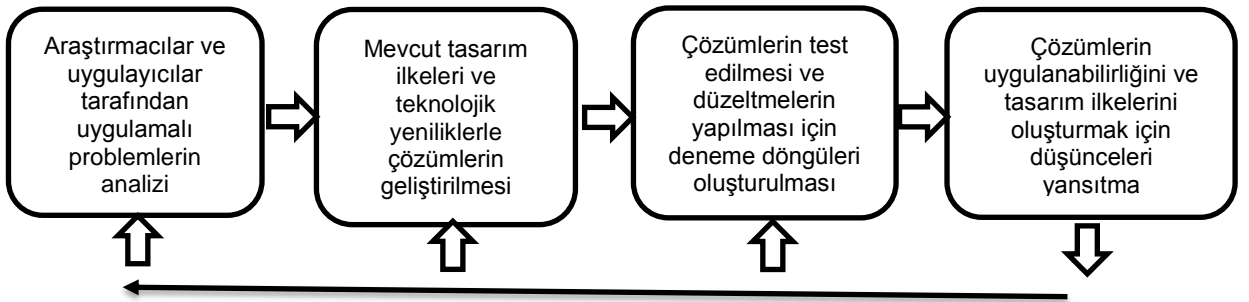 Araştırmacılar ve
uygulayıcılar
tarafından
uygulamalı
problemlerin
analizi
Mevcut tasarım
ilkeleri ve
teknolojik
yeniliklerle
çözümlerin
geliştirilmesi
Çözümlerin test
edilmesi ve
düzeltmelerin
yapılması için
deneme döngüleri
oluşturulması
Çözümlerin
uygulanabilirliğini ve
tasarım ilkelerini
oluşturmak için
düşünceleri
yansıtma